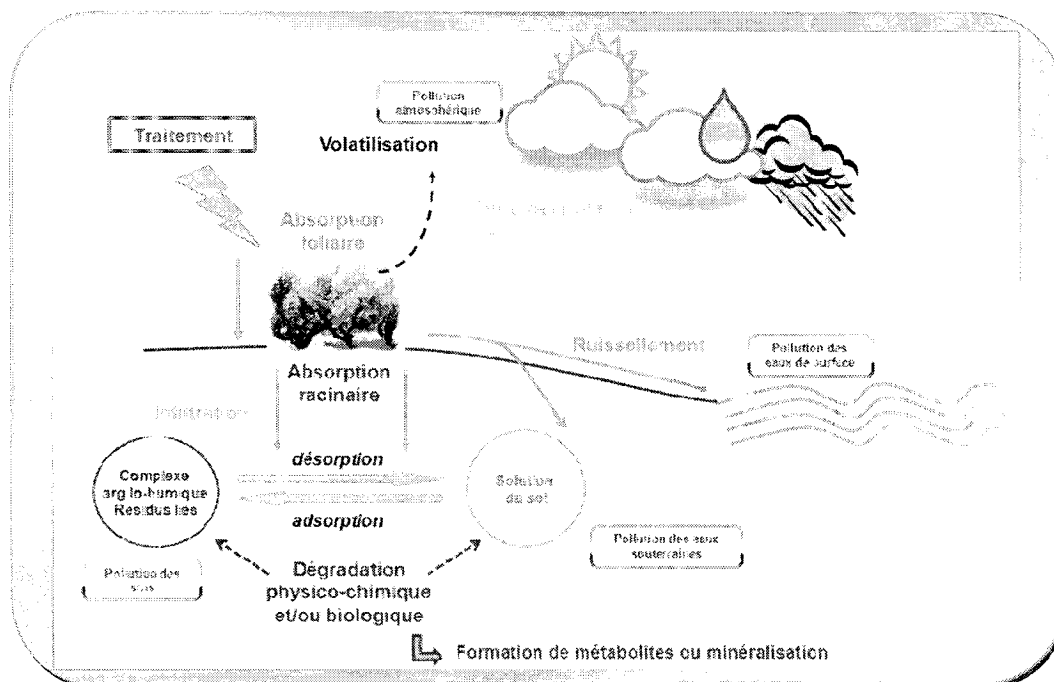 Pollution
atmosphérique
Traitement
Volatilisation
Absorption
foliaire
Ruissellement
Pollution des
eaux de surface
Absorption
racinaire
Infiltration
désorption
Complexe
argilo-humique
Résidus liés
Solution
du sol
adsorption
Pollution des eaux
souterraines
Pollution des
sols
Dégradation
physico-chimique
et/ou biologique
Formation de métabolites ou minéralisation